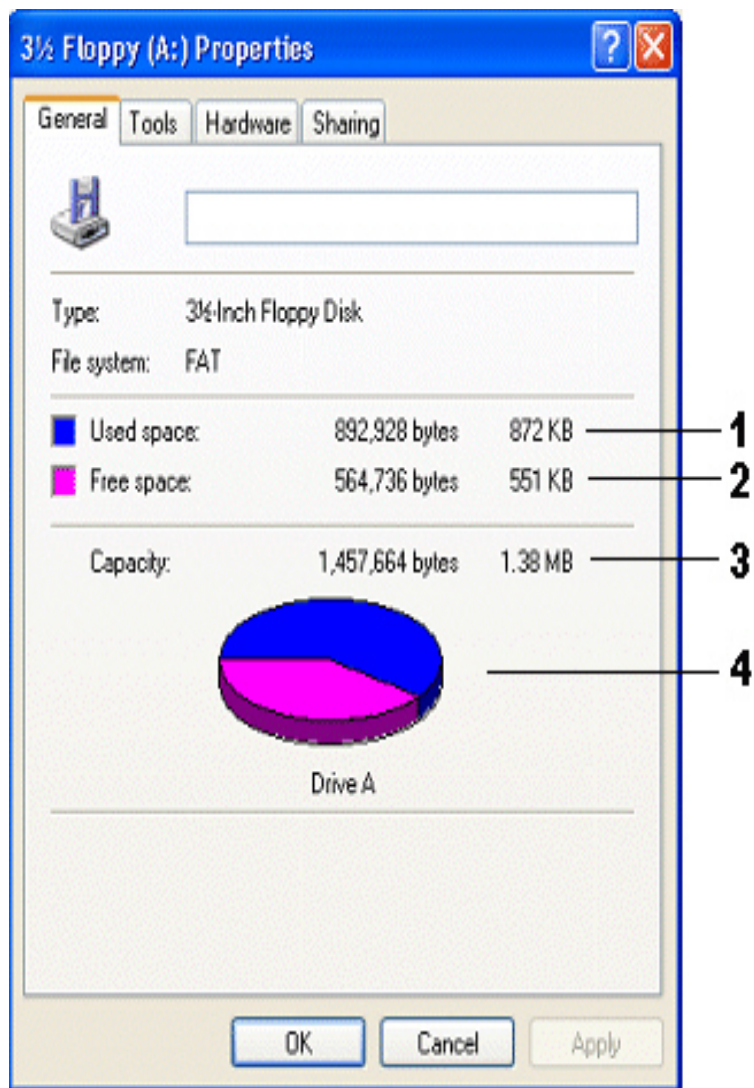 3½ Floppy (A:) Properties
General Tools Hardware Sharing
Type: 3½-Inch Floppy Disk
File system: FAT
Used space: 892,928 bytes 872 KB 1
Free space: 564,736 bytes 551 KB 2
Capacity: 1,457,664 bytes 1.38 MB 3
4
Drive A
OK Cancel Apply